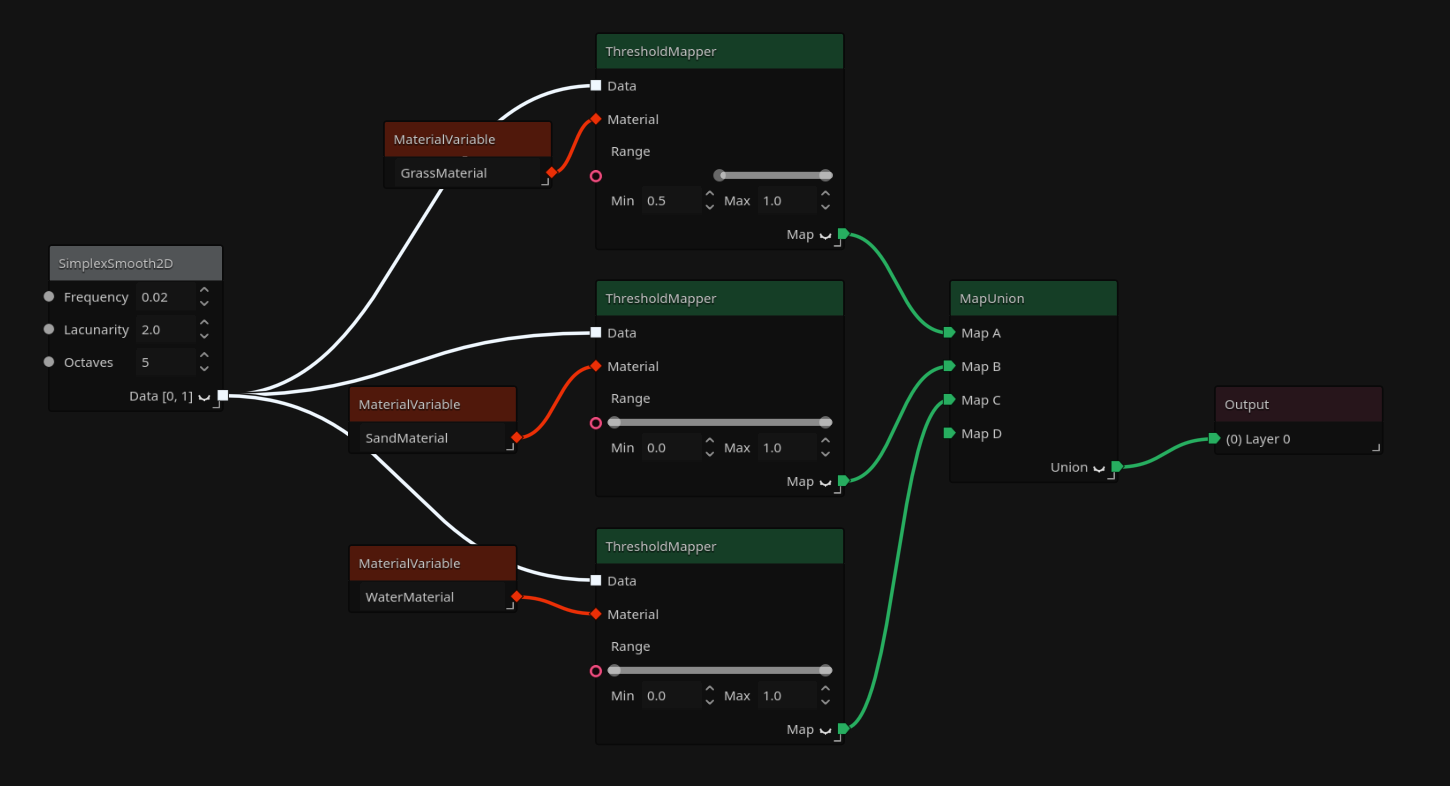 ThresholdMapper
Data
MaterialVariable
GrassMaterial
Material
Range
Min 0.5 Max 1.0
Map
SimplexSmooth2D
Frequency 0.02
Lacunarity 2.0
Octaves 5
Data [0, 1]
ThresholdMapper
Data
Material
Range
Min 0.0 Max 1.0
Map
MaterialVariable
SandMaterial
MaterialVariable
WaterMaterial
ThresholdMapper
Data
Material
Range
Min 0.0 Max 1.0
Map
MapUnion
Map A
Map B
Map C
Map D
Union
Output
(0) Layer 0